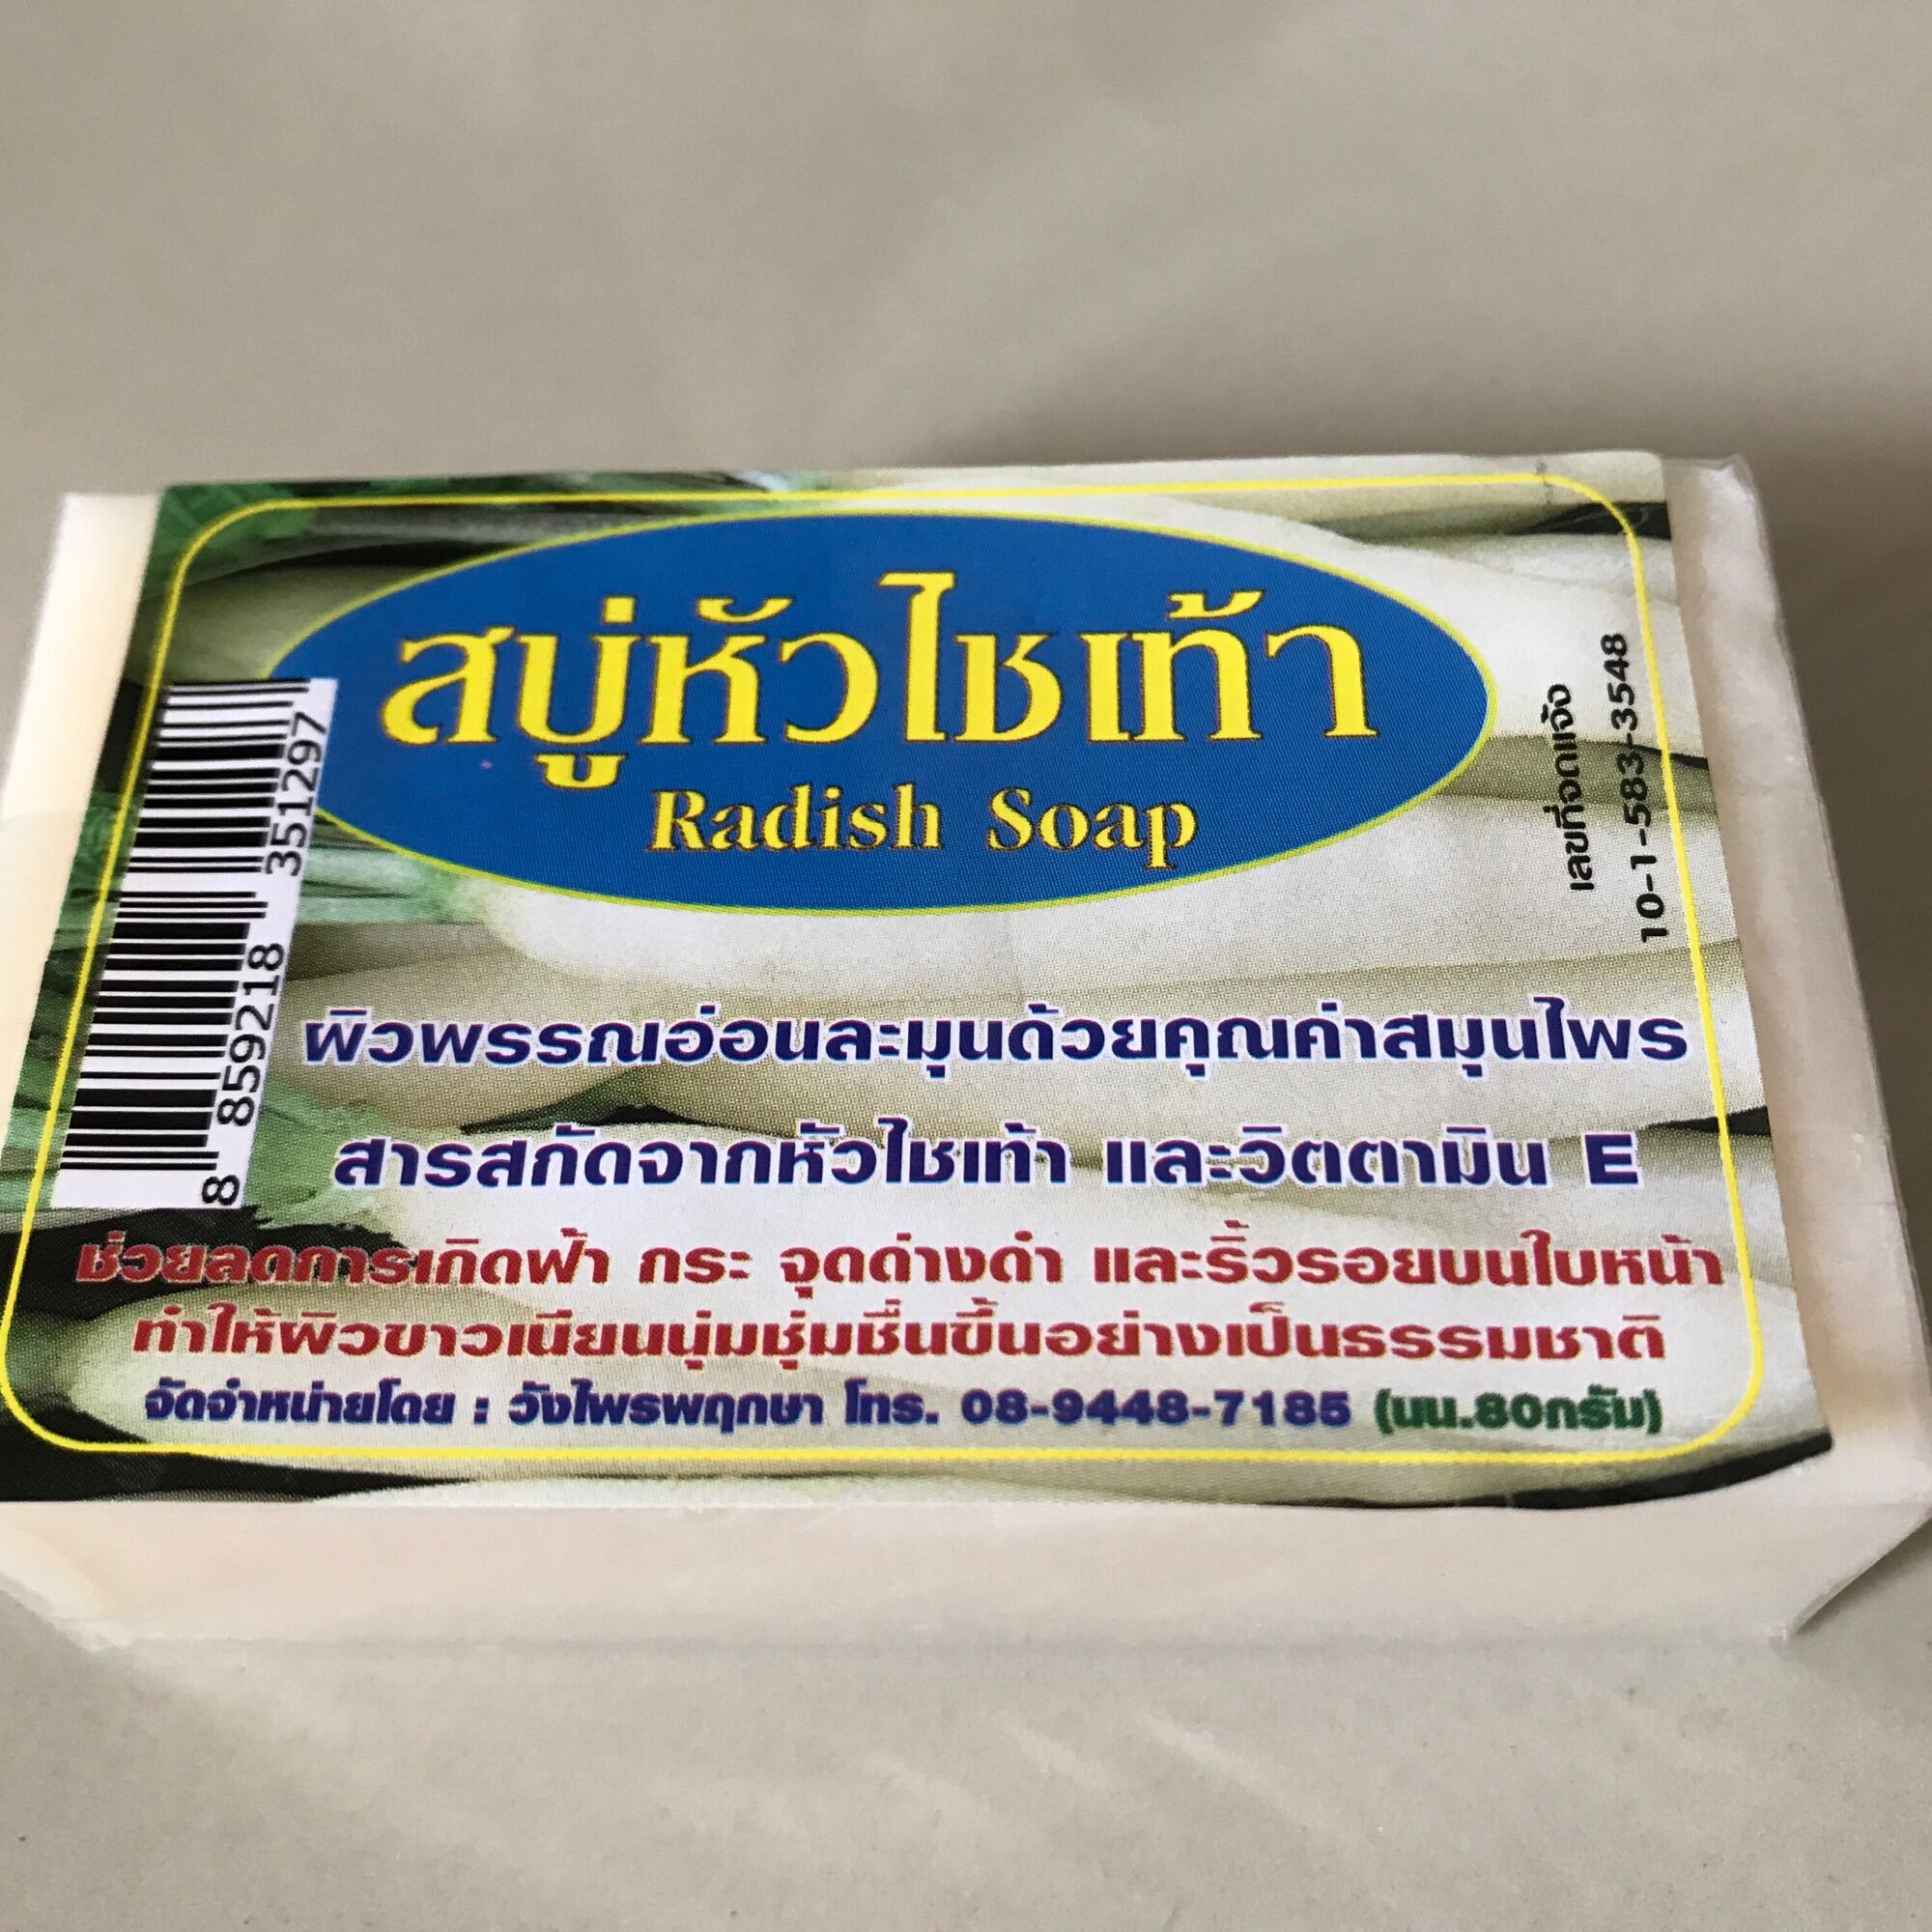 สบู่หัวไชเท้า
Radish Soap
เลขที่จดแจ้ง
10-1-583-3548
8 859218 351297
ผิวพรรณอ่อนละมุนด้วยคุณค่าสมุนไพร
สารสกัดจากหัวไชเท้า และวิตตามิน E
ช่วยลดการเกิดฟ้า กระ จุดด่างดำ และริ้วรอยบนใบหน้า
ทำให้ผิวขาวเนียนนุ่มชุ่มชื่นขึ้นอย่างเป็นธรรมชาติ
จัดจำหน่ายโดย : วังไพรพฤกษา โทร. 08-9448-7185 (นน.80กรัม)